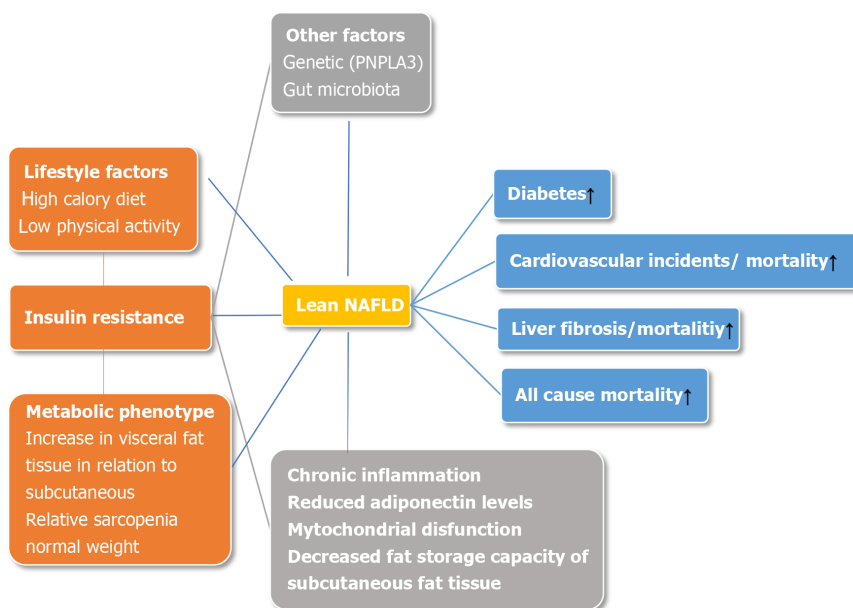 Other factors
Genetic (PNPLA3)
Gut microbiota
Lifestyle factors
High calory diet
Low physical activity
Insulin resistance
Metabolic phenotype
Increase in visceral fat
tissue in relation to
subcutaneous
Relative sarcopenia
normal weight
Lean NAFLD
Chronic inflammation
Reduced adiponectin levels
Mytochondrial disfunction
Decreased fat storage capacity of
subcutaneous fat tissue
Diabetes↑
Cardiovascular incidents/ mortality↑
Liver fibrosis/mortalitiy↑
All cause mortality↑